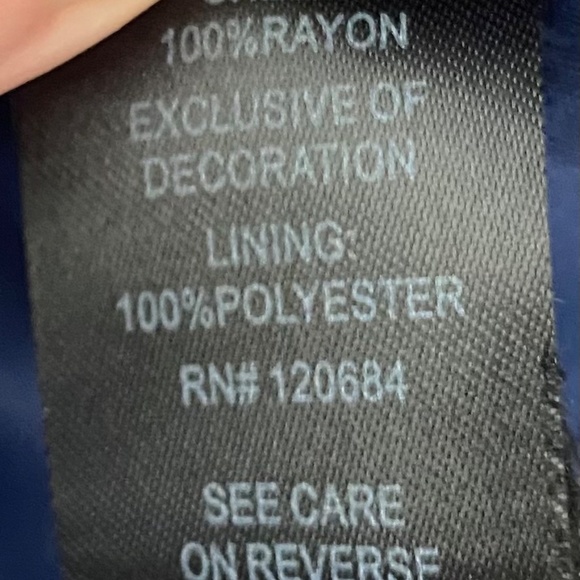 100%RAYON
EXCLUSIVE OF
DECORATION
LINING:
100%POLYESTER
RN# 120684
SEE CARE
ON REVERSE